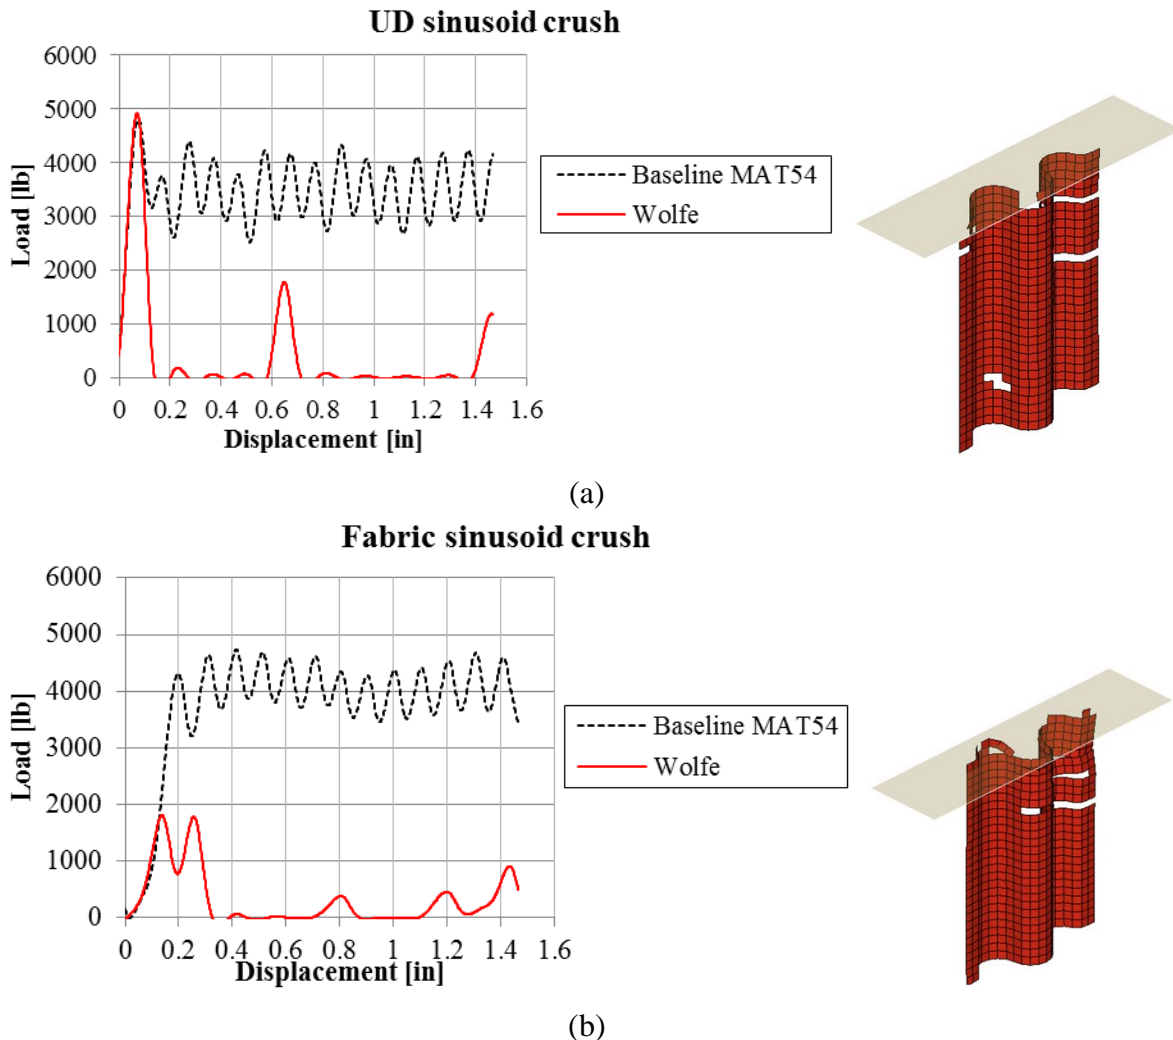 UD sinusoid crush
6000
5000
4000
3000
2000
1000
0
Load [lb]
0 0.2 0.4 0.6 0.8 1 1.2 1.4 1.6
Displacement [in]
Baseline MAT54
Wolfe
(a)
Fabric sinusoid crush
6000
5000
4000
3000
2000
1000
0
Load [lb]
0 0.2 0.4 0.6 0.8 1 1.2 1.4 1.6
Displacement [in]
Baseline MAT54
Wolfe
(b)